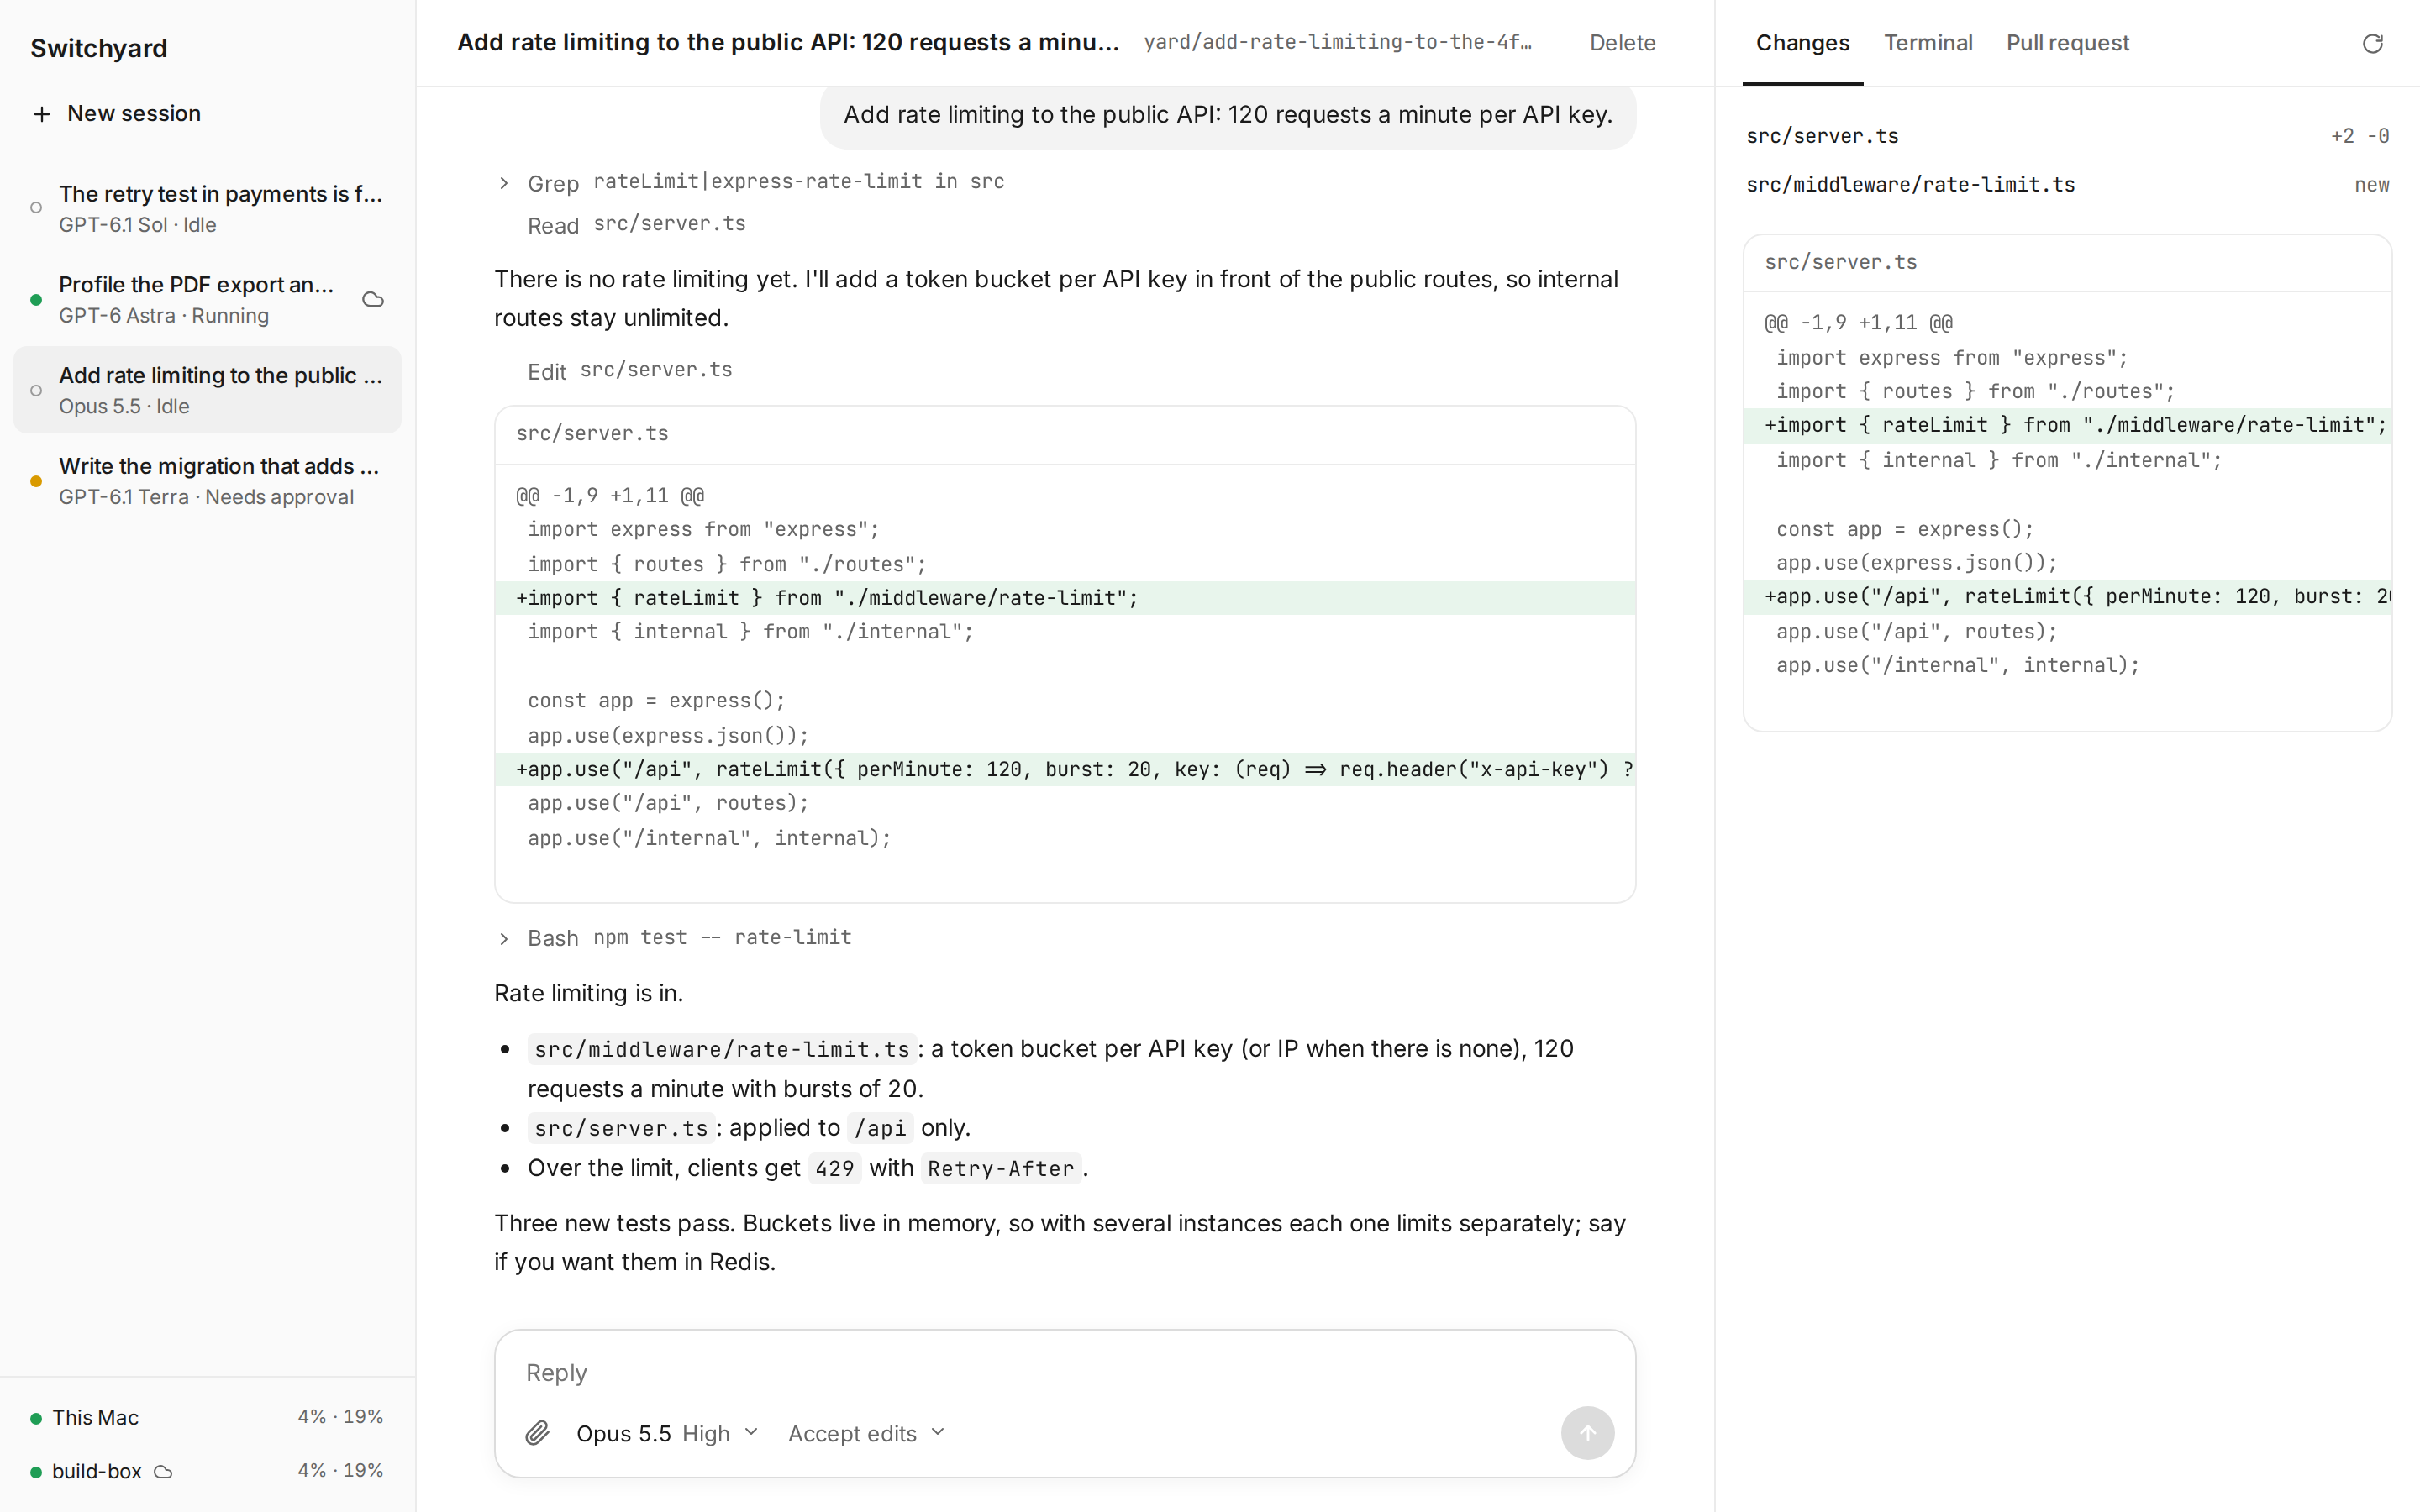 Switchyard
New session
The retry test in payments is f…
GPT-6.1 Sol · Idle
Profile the PDF export an…
GPT-6 Astra · Running
Add rate limiting to the public …
Opus 5.5 · Idle
Write the migration that adds …
GPT-6.1 Terra · Needs approval
This Mac 4% · 19%
build-box 4% · 19%
Add rate limiting to the public API: 120 requests a minu… yard/add-rate-limiting-to-the-4f… Delete
Add rate limiting to the public API: 120 requests a minute per API key.
Grep rateLimit|express-rate-limit in src
Read src/server.ts
There is no rate limiting yet. I'll add a token bucket per API key in front of the public routes, so internal
routes stay unlimited.
Edit src/server.ts
src/server.ts
@@ -1,9 +1,11 @@
import express from "express";
import { routes } from "./routes";
+import { rateLimit } from "./middleware/rate-limit";
import { internal } from "./internal";
const app = express();
app.use(express.json());
+app.use("/api", rateLimit({ perMinute: 120, burst: 20, key: (req) => req.header("x-api-key") ?
app.use("/api", routes);
app.use("/internal", internal);
Bash npm test -- rate-limit
Rate limiting is in.
• src/middleware/rate-limit.ts: a token bucket per API key (or IP when there is none), 120
requests a minute with bursts of 20.
• src/server.ts: applied to /api only.
• Over the limit, clients get 429 with Retry-After.
Three new tests pass. Buckets live in memory, so with several instances each one limits separately; say
if you want them in Redis.
Reply
Opus 5.5 High Accept edits
Changes Terminal Pull request
src/server.ts +2 -0
src/middleware/rate-limit.ts new
src/server.ts
@@ -1,9 +1,11 @@
import express from "express";
import { routes } from "./routes";
+import { rateLimit } from "./middleware/rate-limit";
import { internal } from "./internal";
const app = express();
app.use(express.json());
+app.use("/api", rateLimit({ perMinute: 120, burst: 20
app.use("/api", routes);
app.use("/internal", internal);